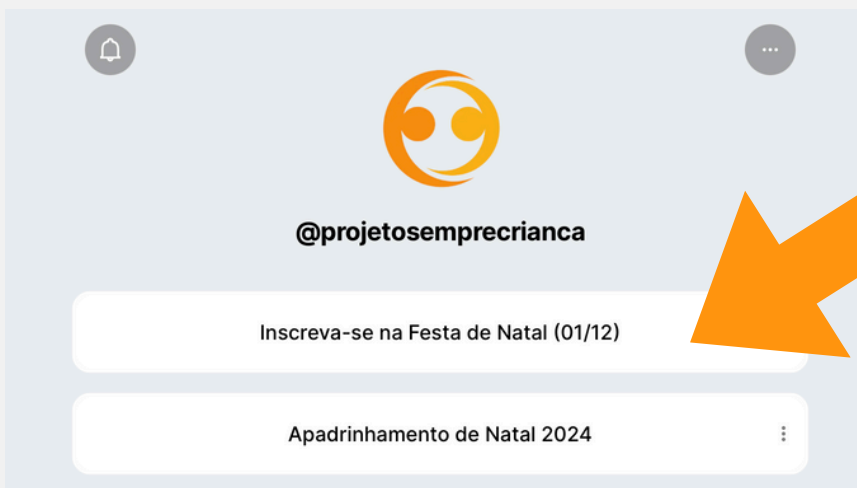 @projetosemprecrianca
Inscreva-se na Festa de Natal (01/12)
Apadrinhamento de Natal 2024